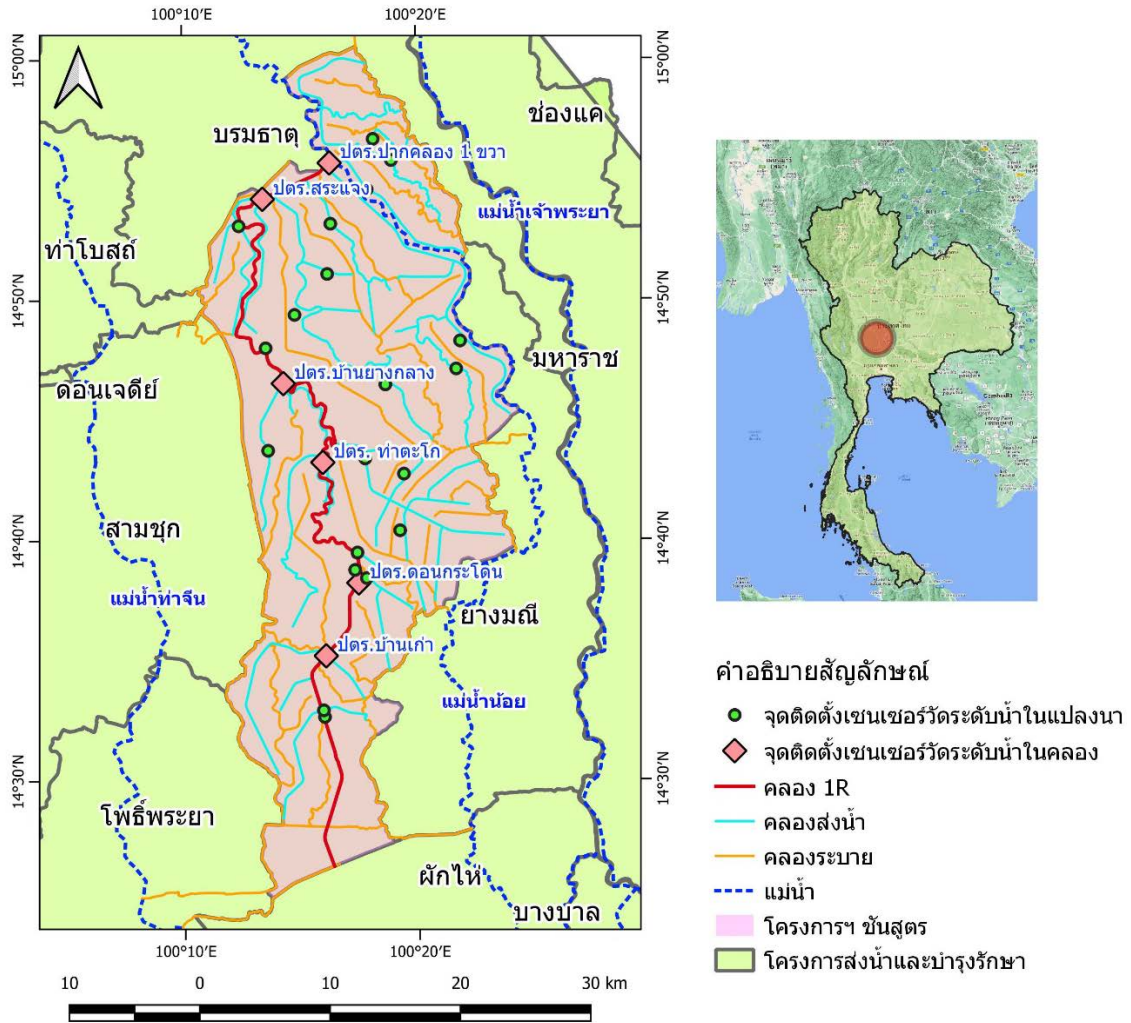 100°10′E
100°20′E
15°00′N
15°00′N
ช่องแค
บรมธาตุ
ปตร.ปากคลอง 1 ขวา
ปตร.สระแจง
แม่น้ำเจ้าพระยา
ท่าโบสถ์
14°50′N
14°50′N
มหาราช
ปตร.บ้านยางกลาง
ดอนเจดีย์
ปตร. ท่าตะโก
สามชุก
14°40′N
14°40′N
ปตร.ดอนกระโดน
แม่น้ำท่าจีน
ยางมณี
ปตร.บ้านเก่า
แม่น้ำน้อย
14°30′N
14°30′N
โพธิ์พระยา
ผักไห่
บางบาล
100°10′E
100°20′E
10 0 10 20 30 km
คำอธิบายสัญลักษณ์
จุดติดตั้งเซนเซอร์วัดระดับน้ำในแปลงนา
จุดติดตั้งเซนเซอร์วัดระดับน้ำในคลอง
คลอง 1R
คลองส่งน้ำ
คลองระบาย
แม่น้ำ
โครงการฯ ชันสูตร
โครงการส่งน้ำและบำรุงรักษา